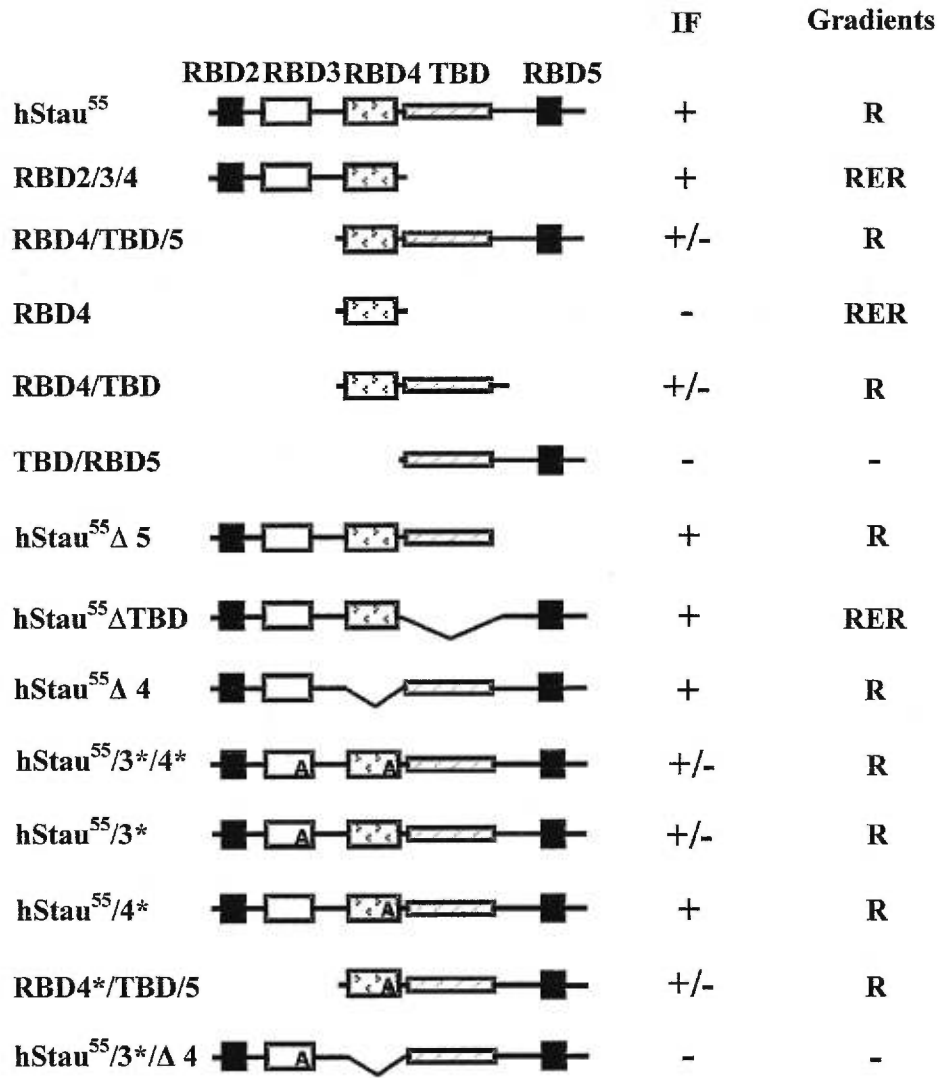 IF Gradients
RBD2 RBD3 RBD4 TBD RBD5
hStau⁵⁵ + R
RBD2/3/4 + RER
RBD4/TBD/5 +/- R
RBD4 - RER
RBD4/TBD +/- R
TBD/RBD5 - -
hStau⁵⁵Δ 5 + R
hStau⁵⁵ΔTBD + RER
hStau⁵⁵Δ 4 + R
hStau⁵⁵/3*/4* A A +/- R
hStau⁵⁵/3* A +/- R
hStau⁵⁵/4* A + R
RBD4*/TBD/5 A +/- R
hStau⁵⁵/3*/Δ 4 A - -